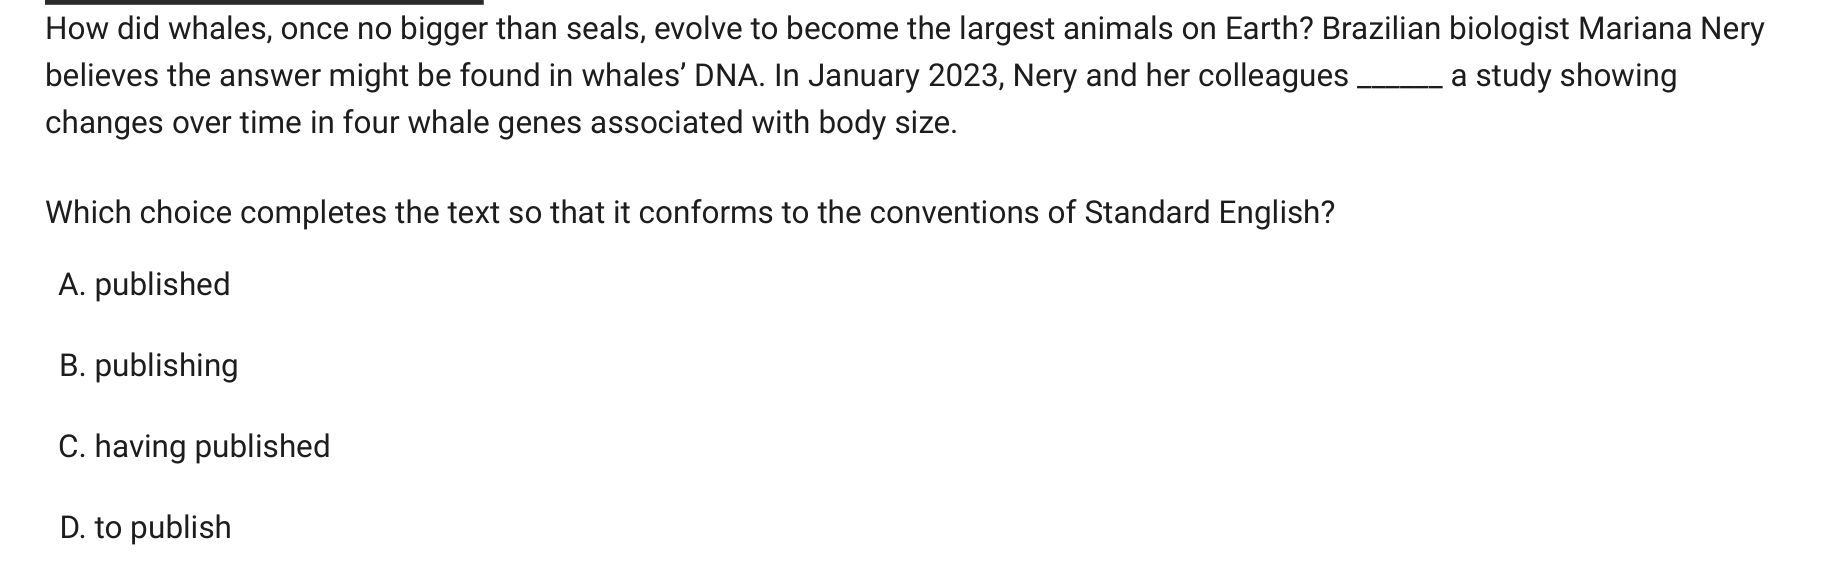 How did whales, once no bigger than seals, evolve to become the largest animals on Earth? Brazilian biologist Mariana Nery
believes the answer might be found in whales’ DNA. In January 2023, Nery and her colleagues ______ a study showing
changes over time in four whale genes associated with body size.
Which choice completes the text so that it conforms to the conventions of Standard English?
A. published
B. publishing
C. having published
D. to publish